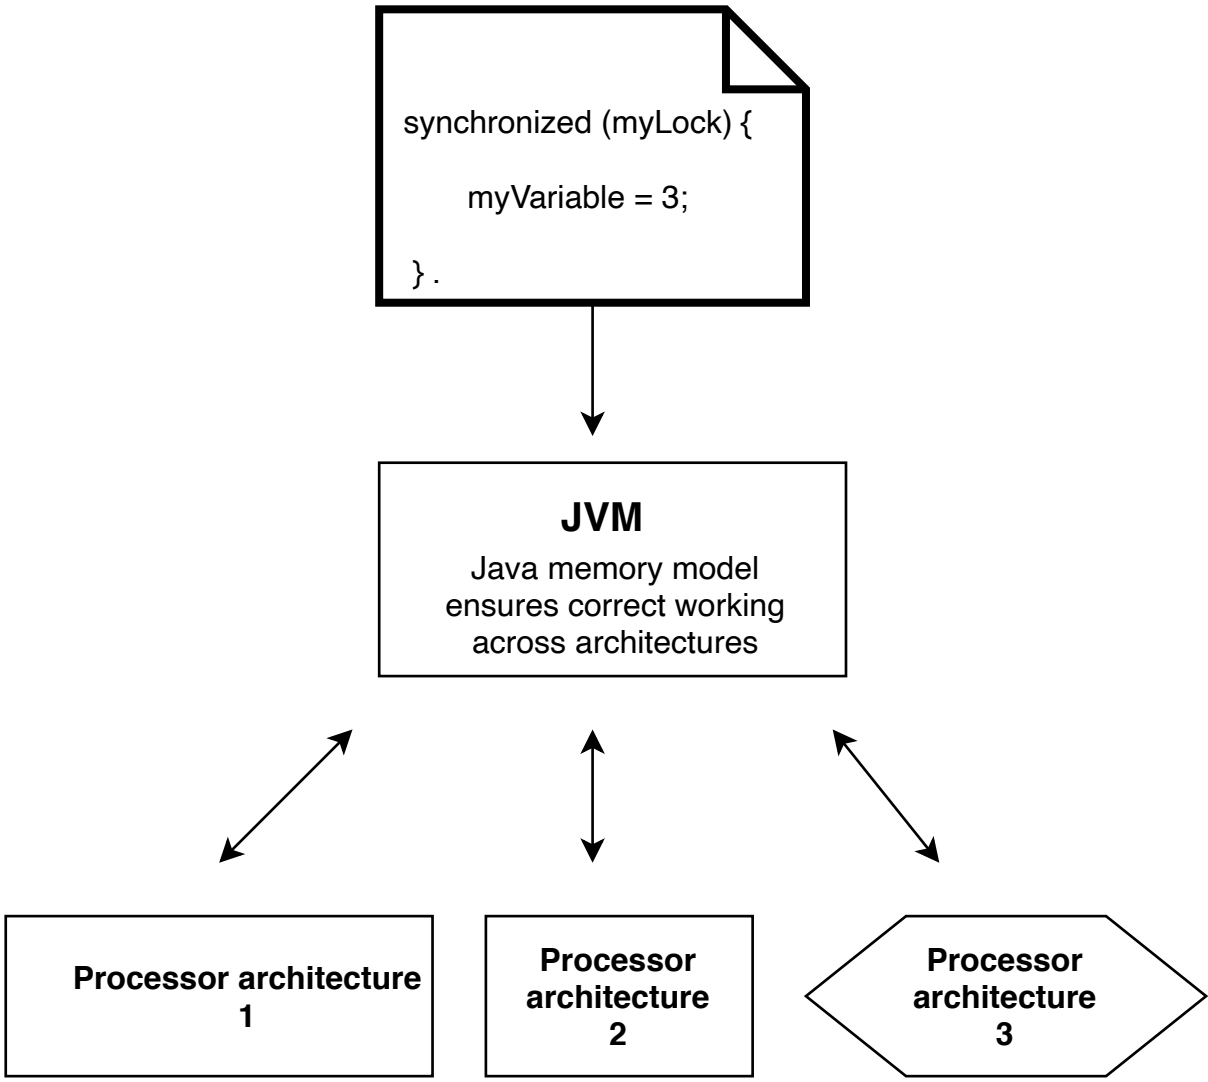 synchronized (myLock) {
myVariable = 3;
} .
JVM
Java memory model
ensures correct working
across architectures
Processor architecture
1
Processor
architecture
2
Processor
architecture
3